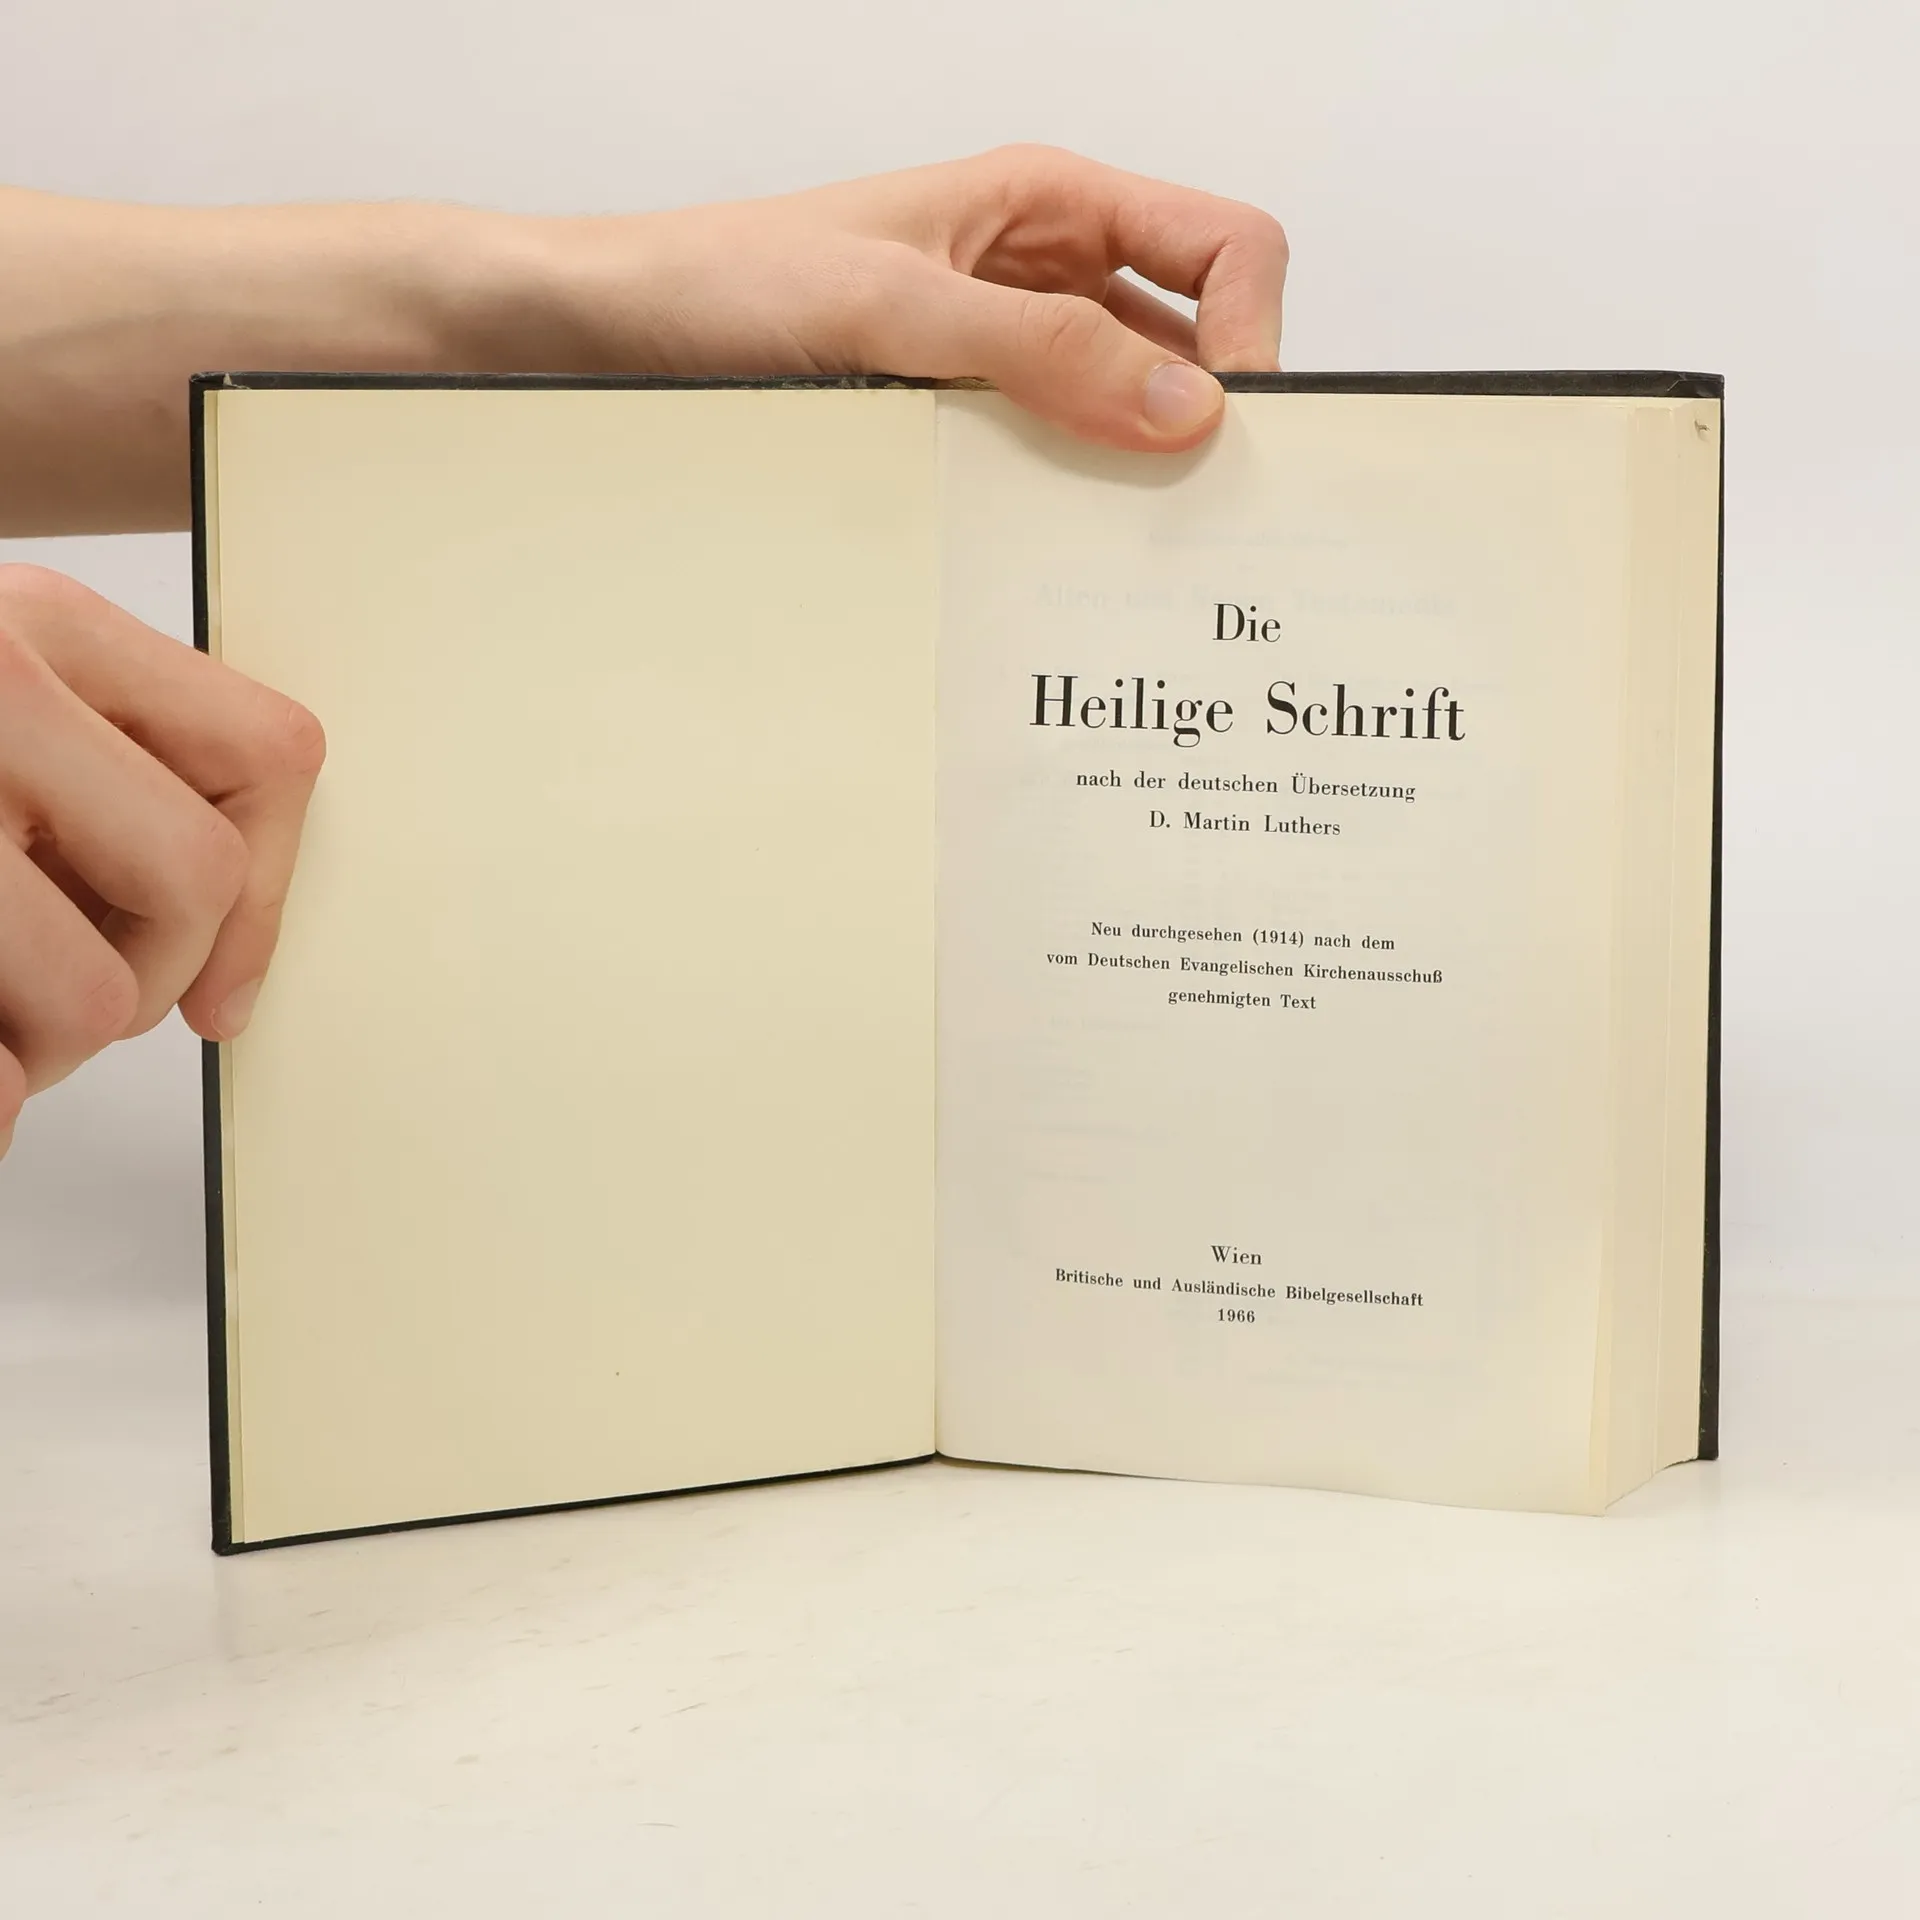 Die
Heilige Schrift
nach der deutschen Übersetzung
D. Martin Luthers
Neu durchgesehen (1914) nach dem
vom Deutschen Evangelischen Kirchenausschuß
genehmigten Text
Wien
Britische und Ausländische Bibelgesellschaft
1966